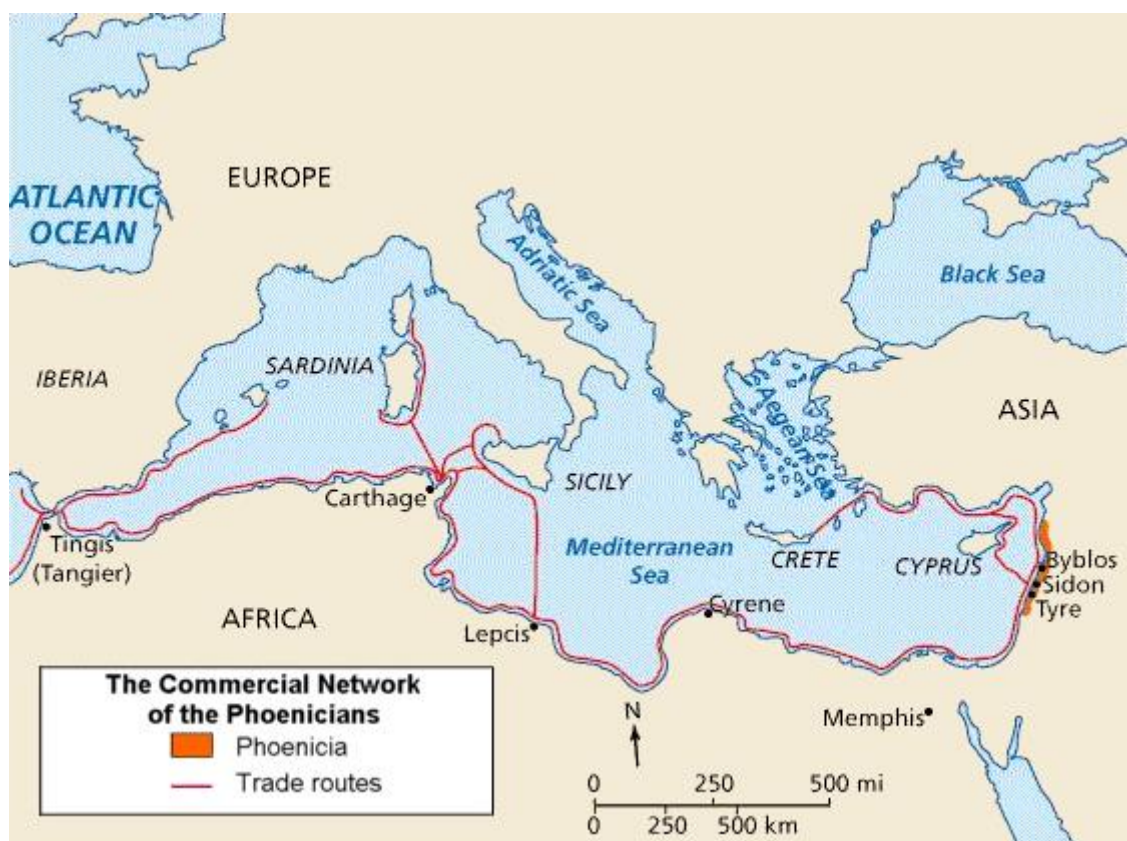 EUROPE
ATLANTIC
OCEAN
Adriatic Sea
Black Sea
IBERIA
SARDINIA
Aegean Sea
ASIA
Carthage
SICILY
Tingis
(Tangier)
Mediterranean
Sea
CRETE
CYPRUS
Byblos
Sidon
Tyre
AFRICA
Lepcis
Cyrene
Memphis
The Commercial Network
of the Phoenicians
Phoenicia
Trade routes
N
0 250 500 mi
0 250 500 km